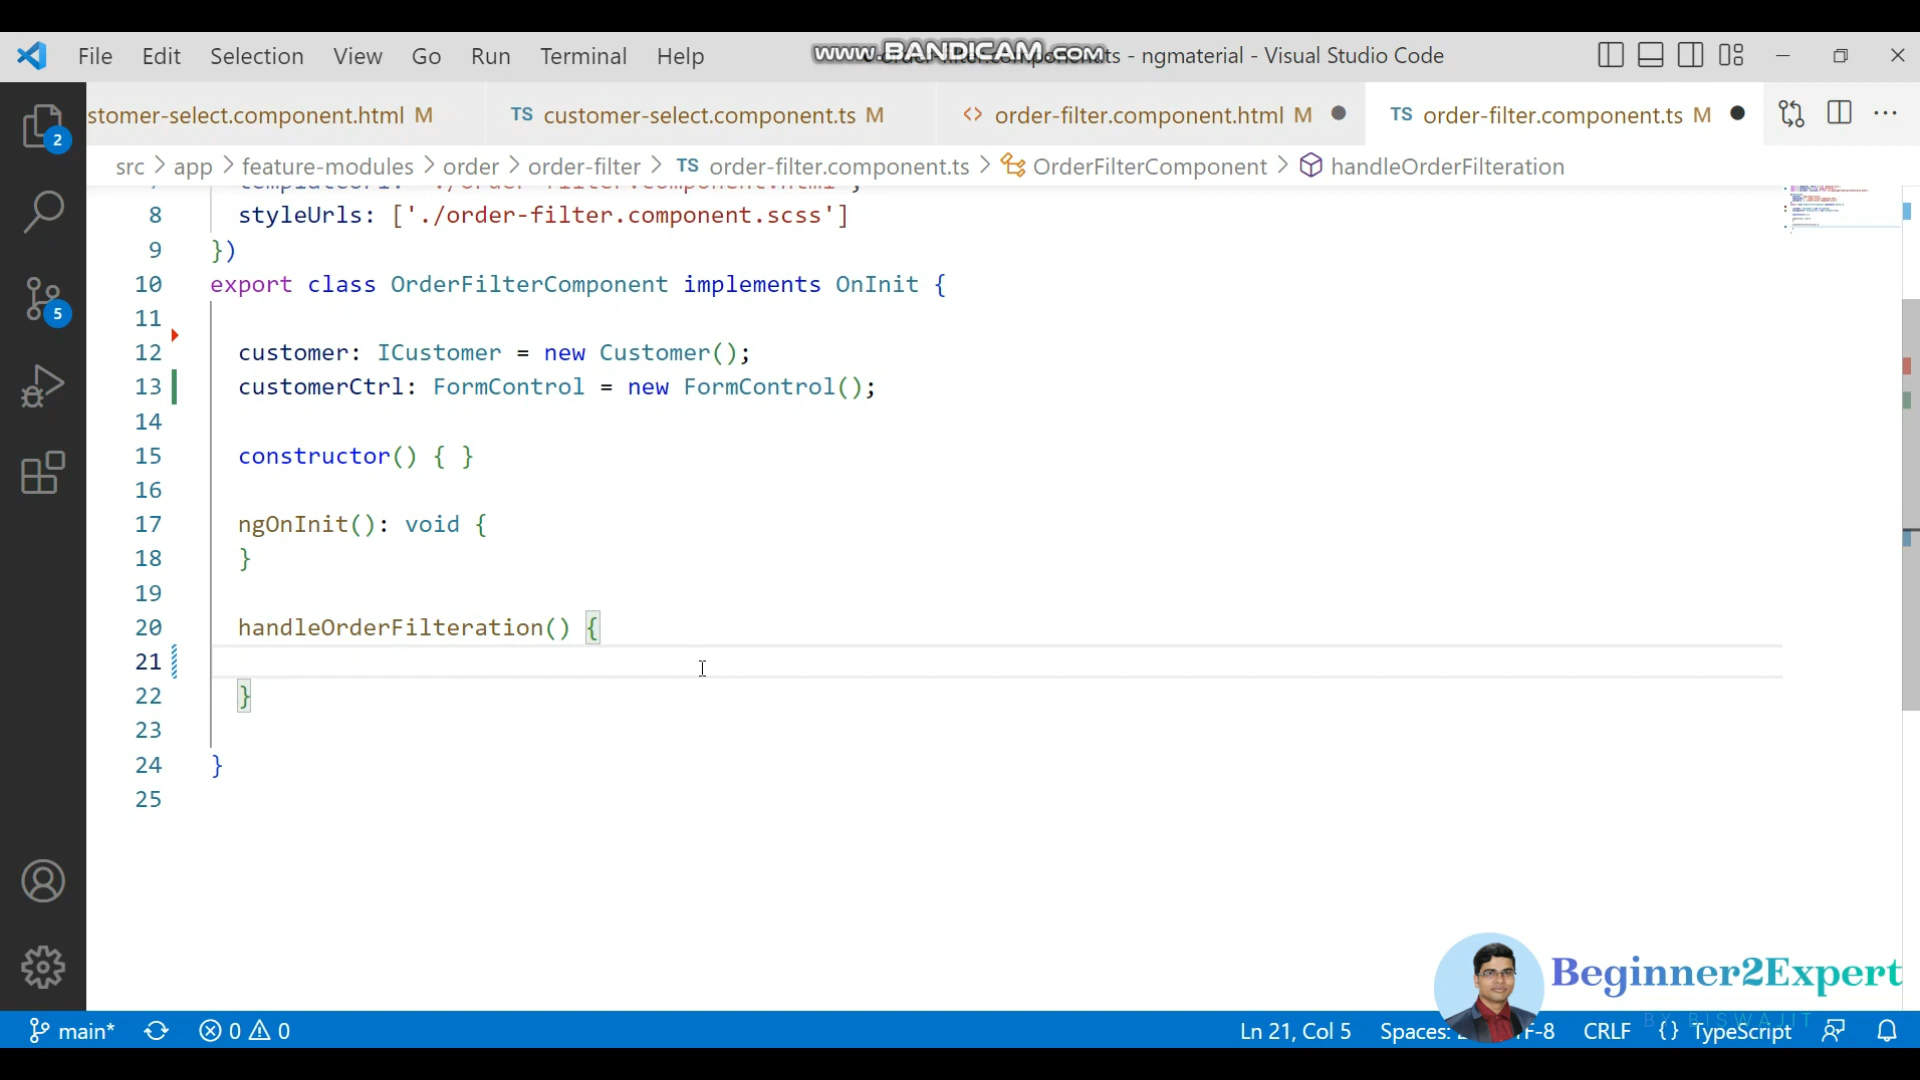 File Edit Selection View Go Run Terminal Help
www.BANDICAM.com
- ngmaterial - Visual Studio Code
stomer-select.component.html M
TS customer-select.component.ts M
<> order-filter.component.html M
TS order-filter.component.ts M
src > app > feature-modules > order > order-filter > TS order-filter.component.ts > OrderFilterComponent > handleOrderFilteration
8 styleUrls: ['./order-filter.component.scss']
9 })
10 export class OrderFilterComponent implements OnInit {
11
12 customer: ICustomer = new Customer();
13 customerCtrl: FormControl = new FormControl();
14
15 constructor() { }
16
17 ngOnInit(): void {
18 }
19
20 handleOrderFilteration() {
21
22 }
23
24 }
25
2
5
Beginner2Expert
BY BISWAJIT
main* 0 0 Ln 21, Col 5 Spaces: CRLF {} TypeScript